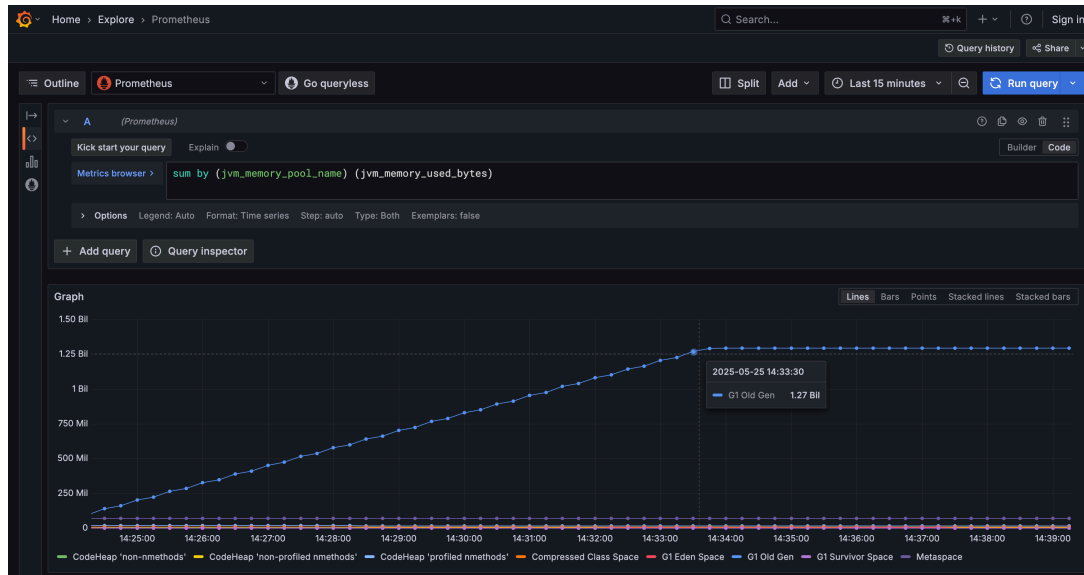 Home › Explore › Prometheus
Search...
⌘+k
Sign in
Query history
Share
Outline
Prometheus
Go queryless
Split
Add
Last 15 minutes
Run query
A
(Prometheus)
Kick start your query
Explain
Builder
Code
Metrics browser >
sum by (jvm_memory_pool_name) (jvm_memory_used_bytes)
Options Legend: Auto Format: Time series Step: auto Type: Both Exemplars: false
+ Add query
Query inspector
Graph
Lines Bars Points Stacked lines Stacked bars
1.50 Bil
1.25 Bil
1 Bil
750 Mil
500 Mil
250 Mil
0
2025-05-25 14:33:30
G1 Old Gen 1.27 Bil
14:25:00 14:26:00 14:27:00 14:28:00 14:29:00 14:30:00 14:31:00 14:32:00 14:33:00 14:34:00 14:35:00 14:36:00 14:37:00 14:38:00 14:39:00
CodeHeap 'non-nmethods' CodeHeap 'non-profiled nmethods' CodeHeap 'profiled nmethods' Compressed Class Space G1 Eden Space G1 Old Gen G1 Survivor Space Metaspace